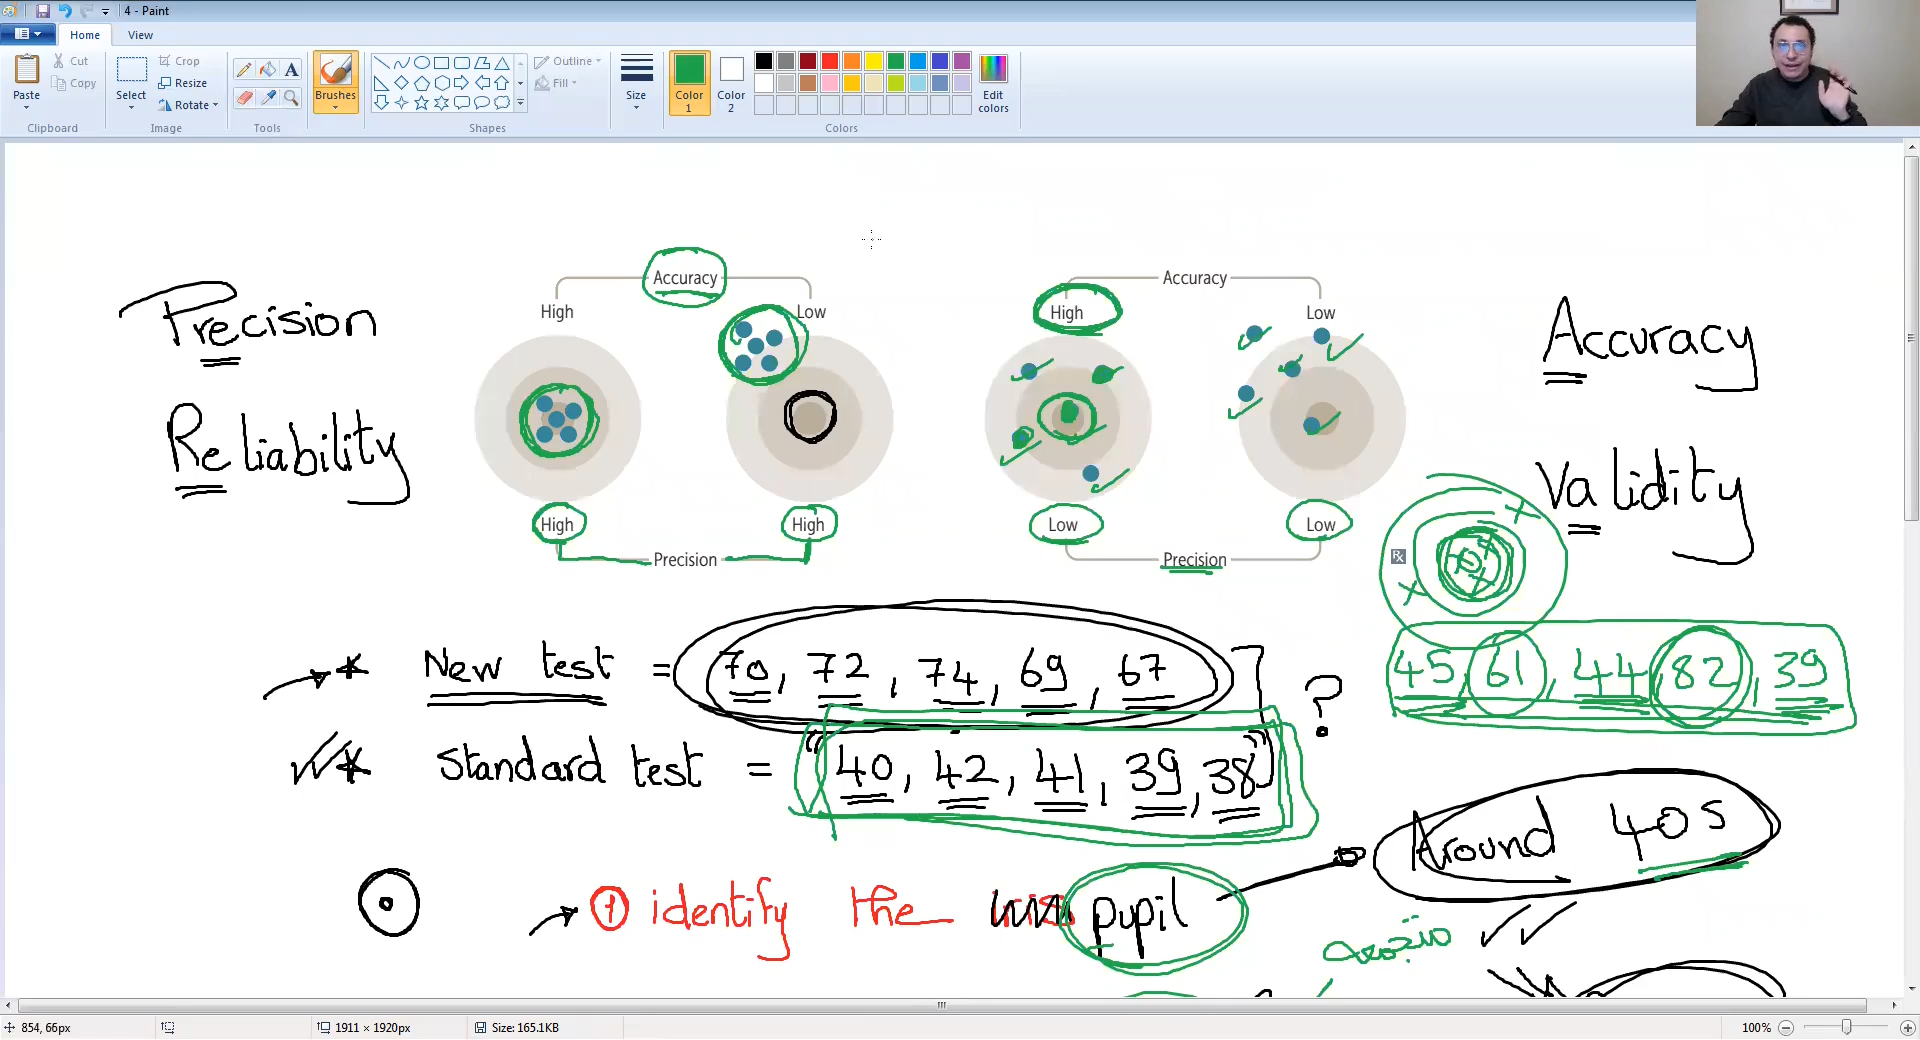 4 - Paint
Home View
Paste
Cut
Copy
Clipboard
Select
Crop
Resize
Rotate
Image
A
Tools
Brushes
Outline
Fill
Shapes
Size
Color 1
Color 2
Edit colors
Colors
Accuracy
High Low
Precision
Reliability
High High
Precision
Accuracy
High Low
Low Low
Precision
Accuracy
Validity
Rx
* New test = 70, 72, 74, 69, 67 ] ?
45, 61, 44, 82, 39
* Standard test = "40, 42, 41, 39, 38"
Around 40s
1 identify the iris pupil
854, 66px
1911 × 1920px
Size: 165.1KB
100%